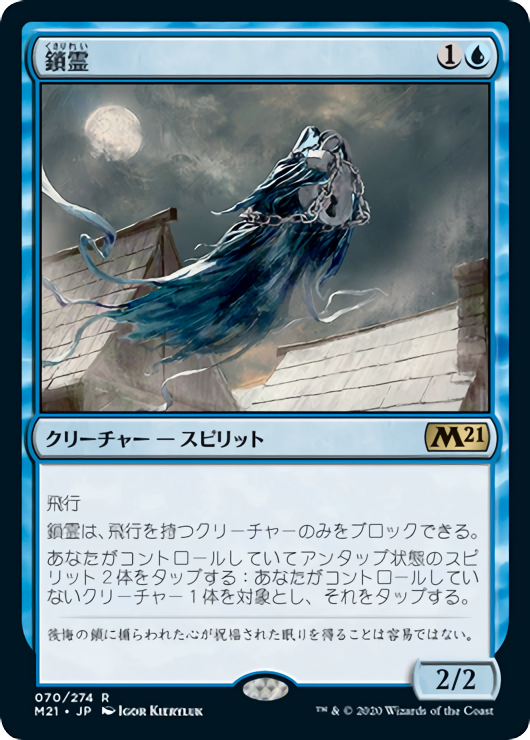 くさりれい
鎖霊
1
クリーチャー — スピリット
M21
飛行
鎖霊は、飛行を持つクリーチャーのみをブロックできる。
あなたがコントロールしていてアンタップ状態のスピ
リット2体をタップする：あなたがコントロールしてい
ないクリーチャー1体を対象とし、それをタップする。
後悔の鎖に捕らわれた心が祝福された眠りを得ることは容易ではない。
2/2
070/274 R
M21 • JP Igor Kieryluk
™ & © 2020 Wizards of the Coast